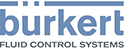 bürkert
FLUID CONTROL SYSTEMS